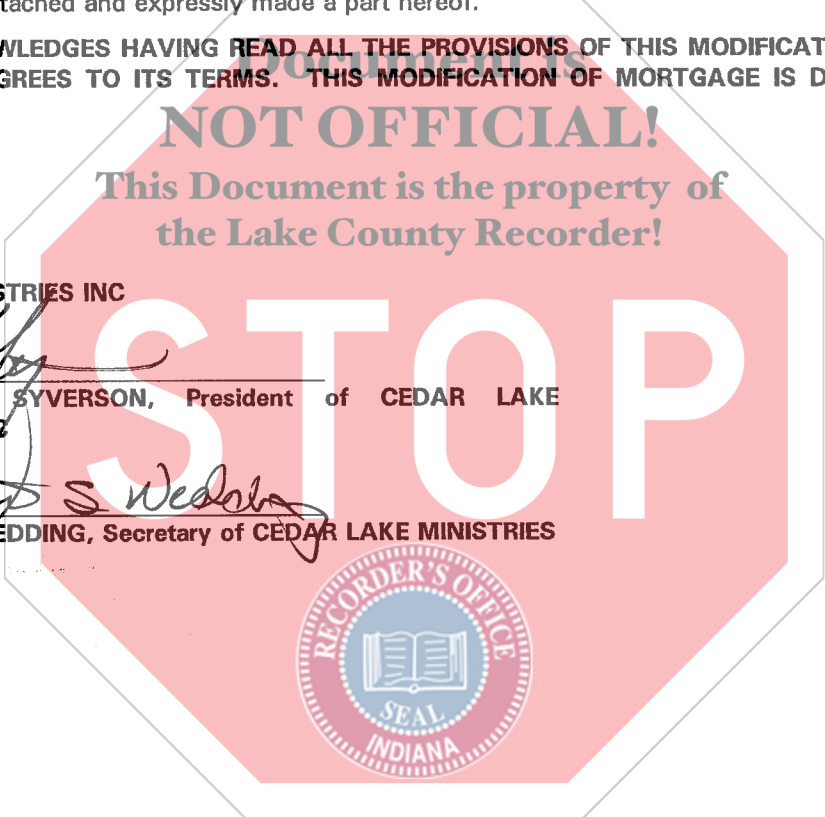 tached and expressly made a part hereof.
WLEDGES HAVING READ ALL THE PROVISIONS OF THIS MODIFICAT
GREES TO ITS TERMS. THIS MODIFICATION OF MORTGAGE IS D
Document is
NOT OFFICIAL!
This Document is the property of
the Lake County Recorder!
STRIES INC
STOP
SYVERSON, President of CEDAR LAKE
S Wedding
EDDING, Secretary of CEDAR LAKE MINISTRIES
RECORDER'S OFFICE
SEAL
INDIANA